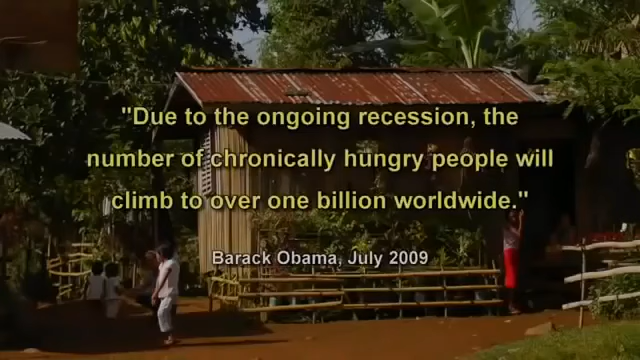 "Due to the ongoing recession, the
number of chronically hungry people will
climb to over one billion worldwide."
Barack Obama, July 2009